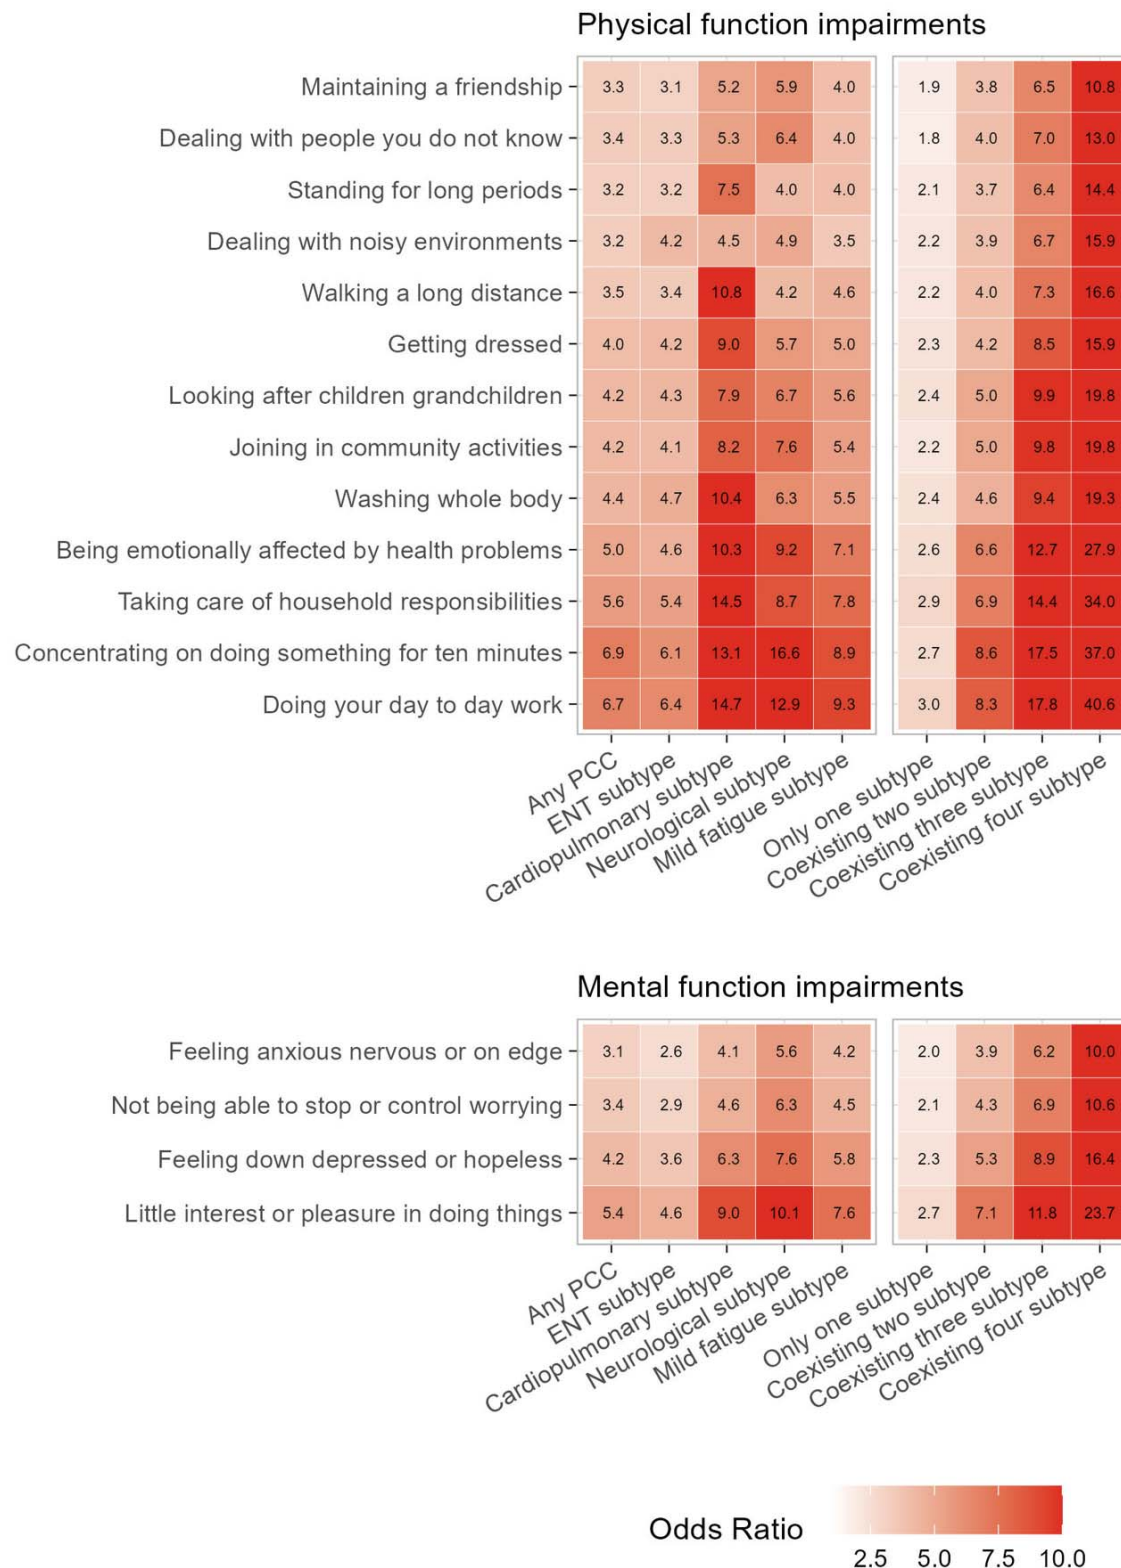 Physical function impairments
Maintaining a friendship 3.3 3.1 5.2 5.9 4.0 1.9 3.8 6.5 10.8
Dealing with people you do not know 3.4 3.3 5.3 6.4 4.0 1.8 4.0 7.0 13.0
Standing for long periods 3.2 3.2 7.5 4.0 4.0 2.1 3.7 6.4 14.4
Dealing with noisy environments 3.2 4.2 4.5 4.9 3.5 2.2 3.9 6.7 15.9
Walking a long distance 3.5 3.4 10.8 4.2 4.6 2.2 4.0 7.3 16.6
Getting dressed 4.0 4.2 9.0 5.7 5.0 2.3 4.2 8.5 15.9
Looking after children grandchildren 4.2 4.3 7.9 6.7 5.6 2.4 5.0 9.9 19.8
Joining in community activities 4.2 4.1 8.2 7.6 5.4 2.2 5.0 9.8 19.8
Washing whole body 4.4 4.7 10.4 6.3 5.5 2.4 4.6 9.4 19.3
Being emotionally affected by health problems 5.0 4.6 10.3 9.2 7.1 2.6 6.6 12.7 27.9
Taking care of household responsibilities 5.6 5.4 14.5 8.7 7.8 2.9 6.9 14.4 34.0
Concentrating on doing something for ten minutes 6.9 6.1 13.1 16.6 8.9 2.7 8.6 17.5 37.0
Doing your day to day work 6.7 6.4 14.7 12.9 9.3 3.0 8.3 17.8 40.6
Any PCC
ENT subtype
Cardiopulmonary subtype
Neurological subtype
Mild fatigue subtype
Only one subtype
Coexisting two subtype
Coexisting three subtype
Coexisting four subtype
Mental function impairments
Feeling anxious nervous or on edge 3.1 2.6 4.1 5.6 4.2 2.0 3.9 6.2 10.0
Not being able to stop or control worrying 3.4 2.9 4.6 6.3 4.5 2.1 4.3 6.9 10.6
Feeling down depressed or hopeless 4.2 3.6 6.3 7.6 5.8 2.3 5.3 8.9 16.4
Little interest or pleasure in doing things 5.4 4.6 9.0 10.1 7.6 2.7 7.1 11.8 23.7
Any PCC
ENT subtype
Cardiopulmonary subtype
Neurological subtype
Mild fatigue subtype
Only one subtype
Coexisting two subtype
Coexisting three subtype
Coexisting four subtype
Odds Ratio
2.5 5.0 7.5 10.0